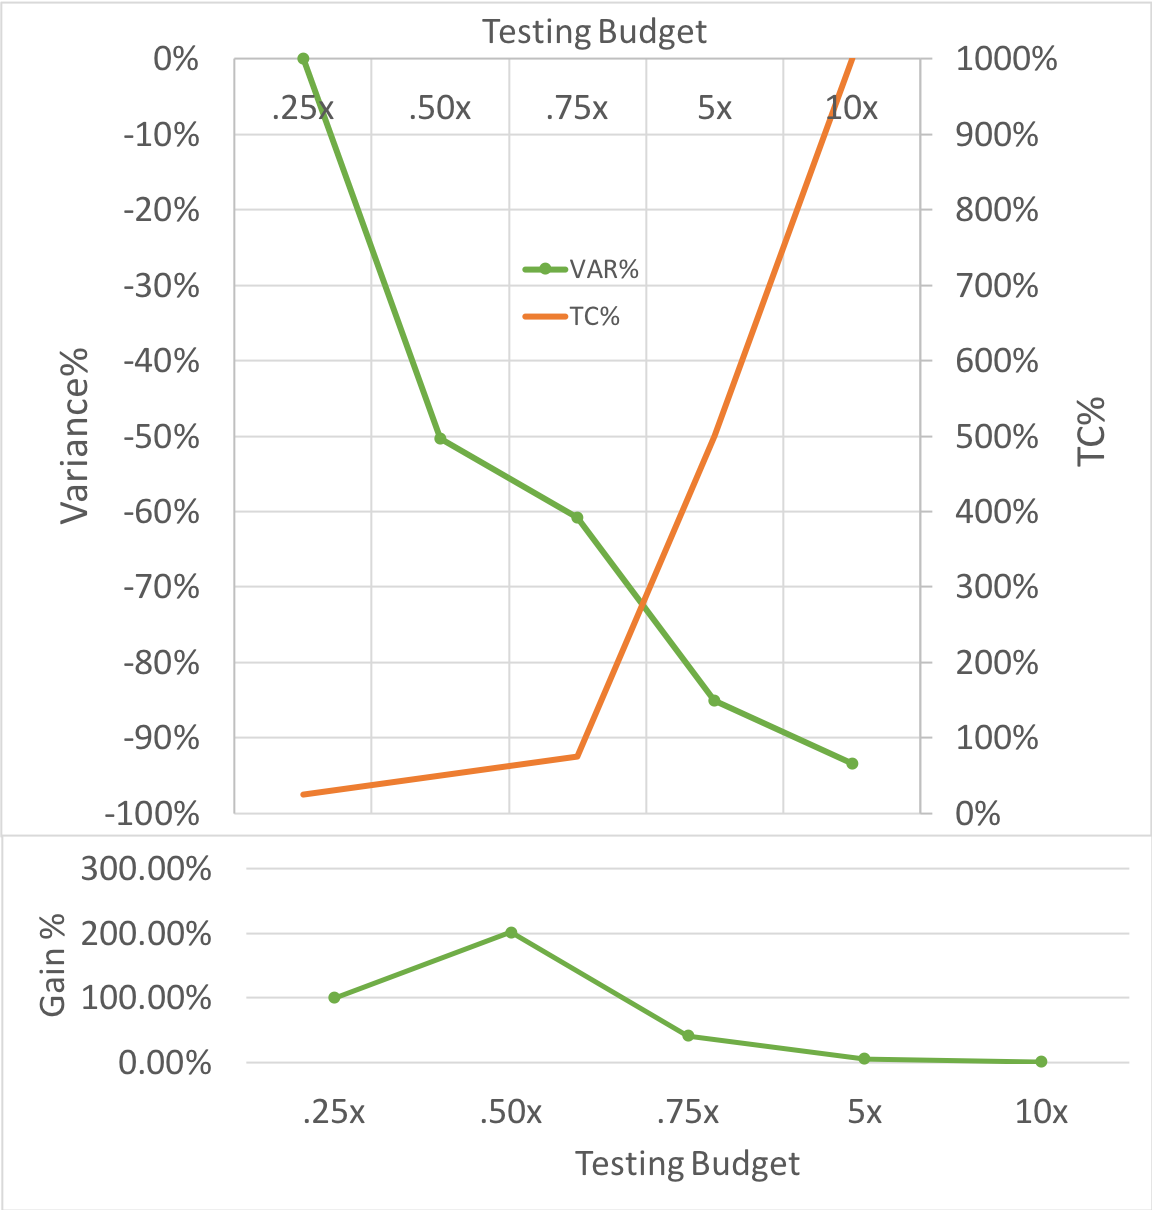 Testing Budget
0%
-10%
-20%
-30%
-40%
-50%
-60%
-70%
-80%
-90%
-100%
Variance%
.25x .50x .75x 5x 10x
VAR%
TC%
1000%
900%
800%
700%
600%
500%
400%
300%
200%
100%
0%
TC%
300.00%
200.00%
100.00%
0.00%
Gain %
.25x .50x .75x 5x 10x
Testing Budget